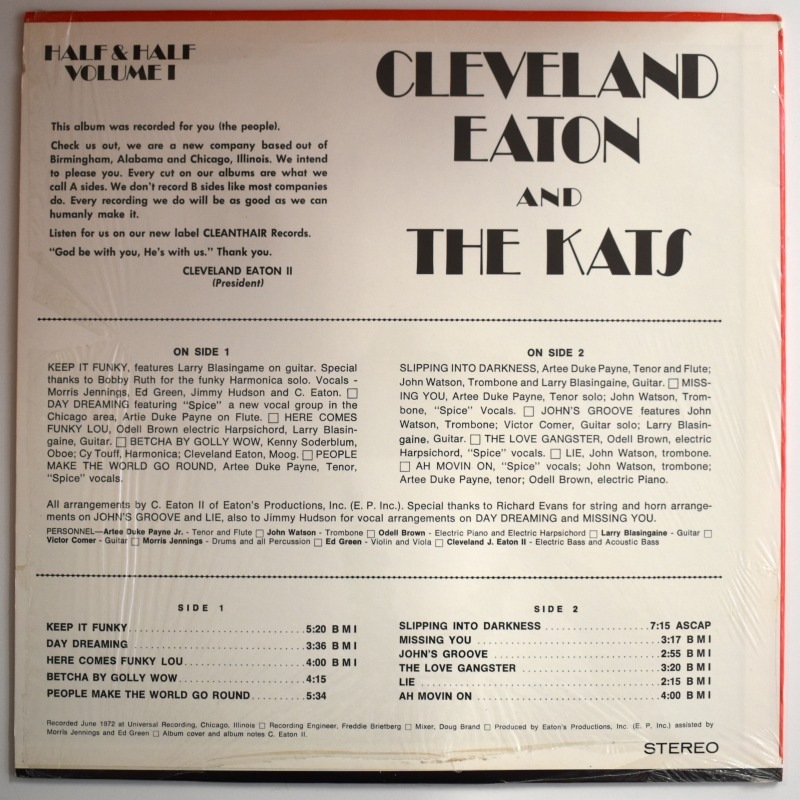 HALF & HALF
VOLUME I
CLEVELAND
EATON
AND
THE KATS
This album was recorded for you (the people).
Check us out, we are a new company based out of
Birmingham, Alabama and Chicago, Illinois. We intend
to please you. Every cut on our albums are what we
call A sides. We don't record B sides like most companies
do. Every recording we do will be as good as we can
humanly make it.
Listen for us on our new label CLEANTHAIR Records.
"God be with you, He's with us." Thank you.
CLEVELAND EATON II
(President)
ON SIDE 1
KEEP IT FUNKY, features Larry Blasingame on guitar. Special
thanks to Bobby Ruth for the funky Harmonica solo. Vocals -
Morris Jennings, Ed Green, Jimmy Hudson and C. Eaton. □
DAY DREAMING featuring "Spice" a new vocal group in the
Chicago area, Artie Duke Payne on Flute. □ HERE COMES
FUNKY LOU, Odell Brown electric Harpsichord, Larry Blasin-
gaine, Guitar. □ BETCHA BY GOLLY WOW, Kenny Soderblum,
Oboe; Cy Touff, Harmonica; Cleveland Eaton, Moog. □ PEOPLE
MAKE THE WORLD GO ROUND, Artee Duke Payne, Tenor,
"Spice" vocals.
ON SIDE 2
SLIPPING INTO DARKNESS, Artee Duke Payne, Tenor and Flute;
John Watson, Trombone and Larry Blasingaine, Guitar. □ MISS-
ING YOU, Artee Duke Payne, Tenor solo; John Watson, Trom-
bone, "Spice" Vocals. □ JOHN'S GROOVE features John
Watson, Trombone; Victor Comer, Guitar solo; Larry Blasin-
gaine, Guitar. □ THE LOVE GANGSTER, Odell Brown, electric
Harpsichord, "Spice" vocals. □ LIE, John Watson, trombone.
□ AH MOVIN ON, "Spice" vocals; John Watson, trombone;
Artee Duke Payne, tenor; Odell Brown, electric Piano.
All arrangements by C. Eaton II of Eaton's Productions, Inc. (E. P. Inc.). Special thanks to Richard Evans for string and horn arrange-
ments on JOHN'S GROOVE and LIE, also to Jimmy Hudson for vocal arrangements on DAY DREAMING and MISSING YOU.
PERSONNEL—Artee Duke Payne Jr. - Tenor and Flute □ John Watson - Trombone □ Odell Brown - Electric Piano and Electric Harpsichord □ Larry Blasingaine - Guitar □
Victor Comer - Guitar □ Morris Jennings - Drums and all Percussion □ Ed Green - Violin and Viola □ Cleveland J. Eaton II - Electric Bass and Acoustic Bass
SIDE 1
KEEP IT FUNKY 5:20 BMI
DAY DREAMING 3:36 BMI
HERE COMES FUNKY LOU 4:00 BMI
BETCHA BY GOLLY WOW 4:15
PEOPLE MAKE THE WORLD GO ROUND 5:34
SIDE 2
SLIPPING INTO DARKNESS 7:15 ASCAP
MISSING YOU 3:17 BMI
JOHN'S GROOVE 2:55 BMI
THE LOVE GANGSTER 3:20 BMI
LIE 2:15 BMI
AH MOVIN ON 4:00 BMI
Recorded June 1972 at Universal Recording, Chicago, Illinois □ Recording Engineer, Freddie Brietberg □ Mixer, Doug Brand □ Produced by Eaton's Productions, Inc. (E. P. Inc.) assisted by
Morris Jennings and Ed Green □ Album cover and album notes C. Eaton II.
STEREO